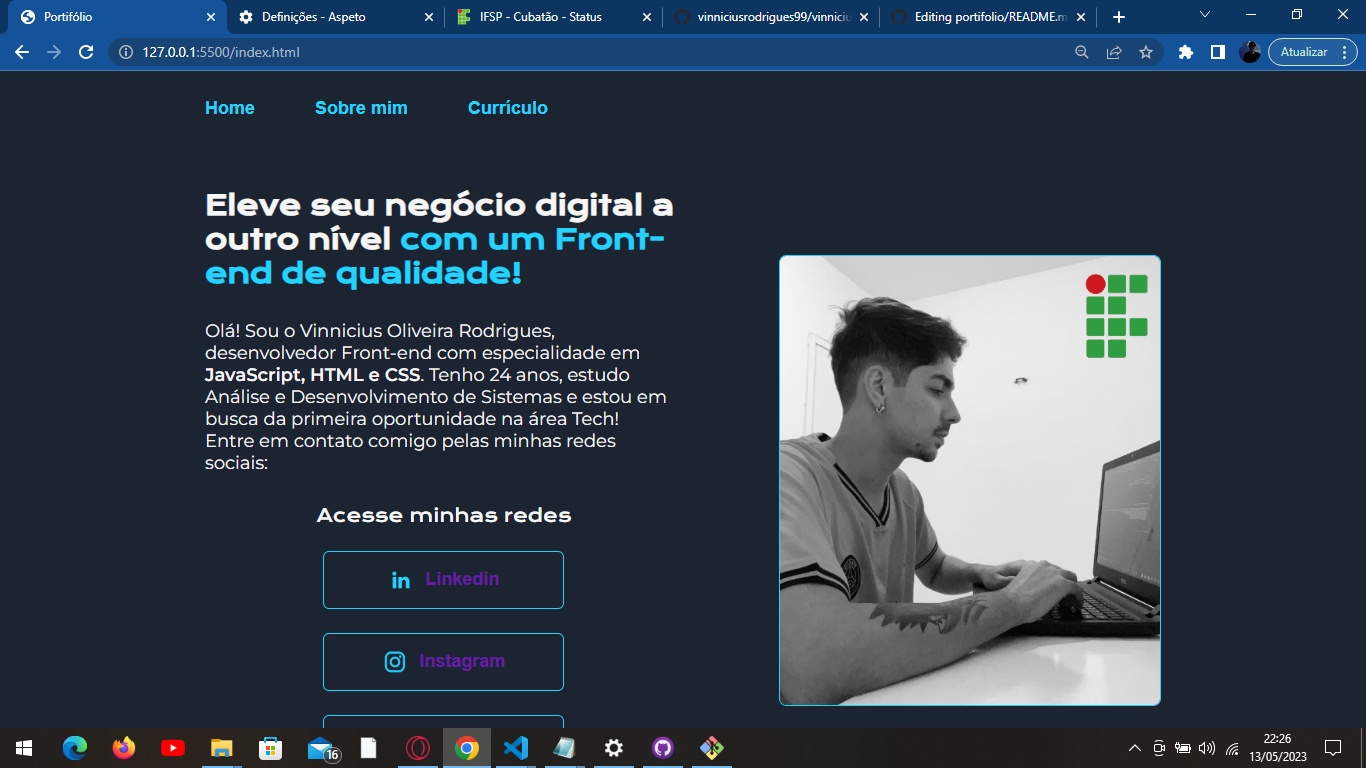 Portifólio
Definições - Aspeto
IFSP - Cubatão - Status
vinniciusrodrigues99/vinniciu
Editing portifolio/README.m
127.0.0.1:5500/index.html
Atualizar
Home
Sobre mim
Currículo
Eleve seu negócio digital a
outro nível com um Front-
end de qualidade!
Olá! Sou o Vinnicius Oliveira Rodrigues,
desenvolvedor Front-end com especialidade em
JavaScript, HTML e CSS. Tenho 24 anos, estudo
Análise e Desenvolvimento de Sistemas e estou em
busca da primeira oportunidade na área Tech!
Entre em contato comigo pelas minhas redes
sociais:
Acesse minhas redes
in Linkedin
Instagram
16
22:26
13/05/2023